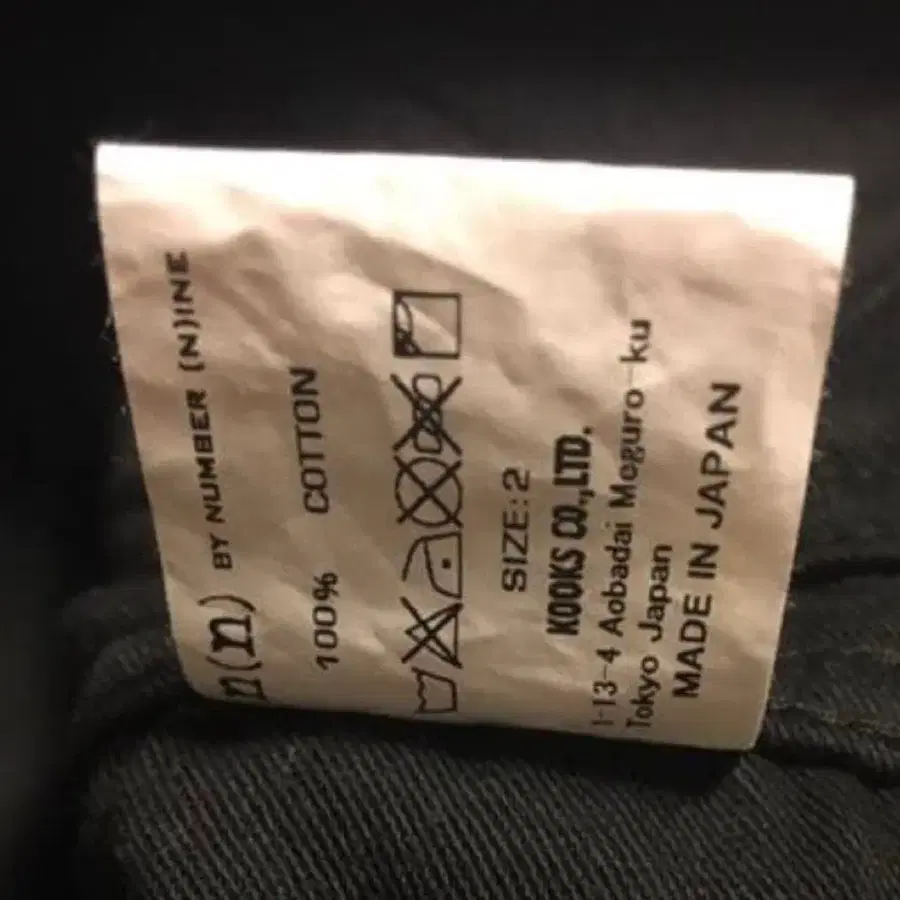 n(n) BY NUMBER (N)INE
100% COTTON
SIZE:2
KOOKS CO.,LTD.
1-13-4 Aobadai Meguro-ku
Tokyo Japan
MADE IN JAPAN